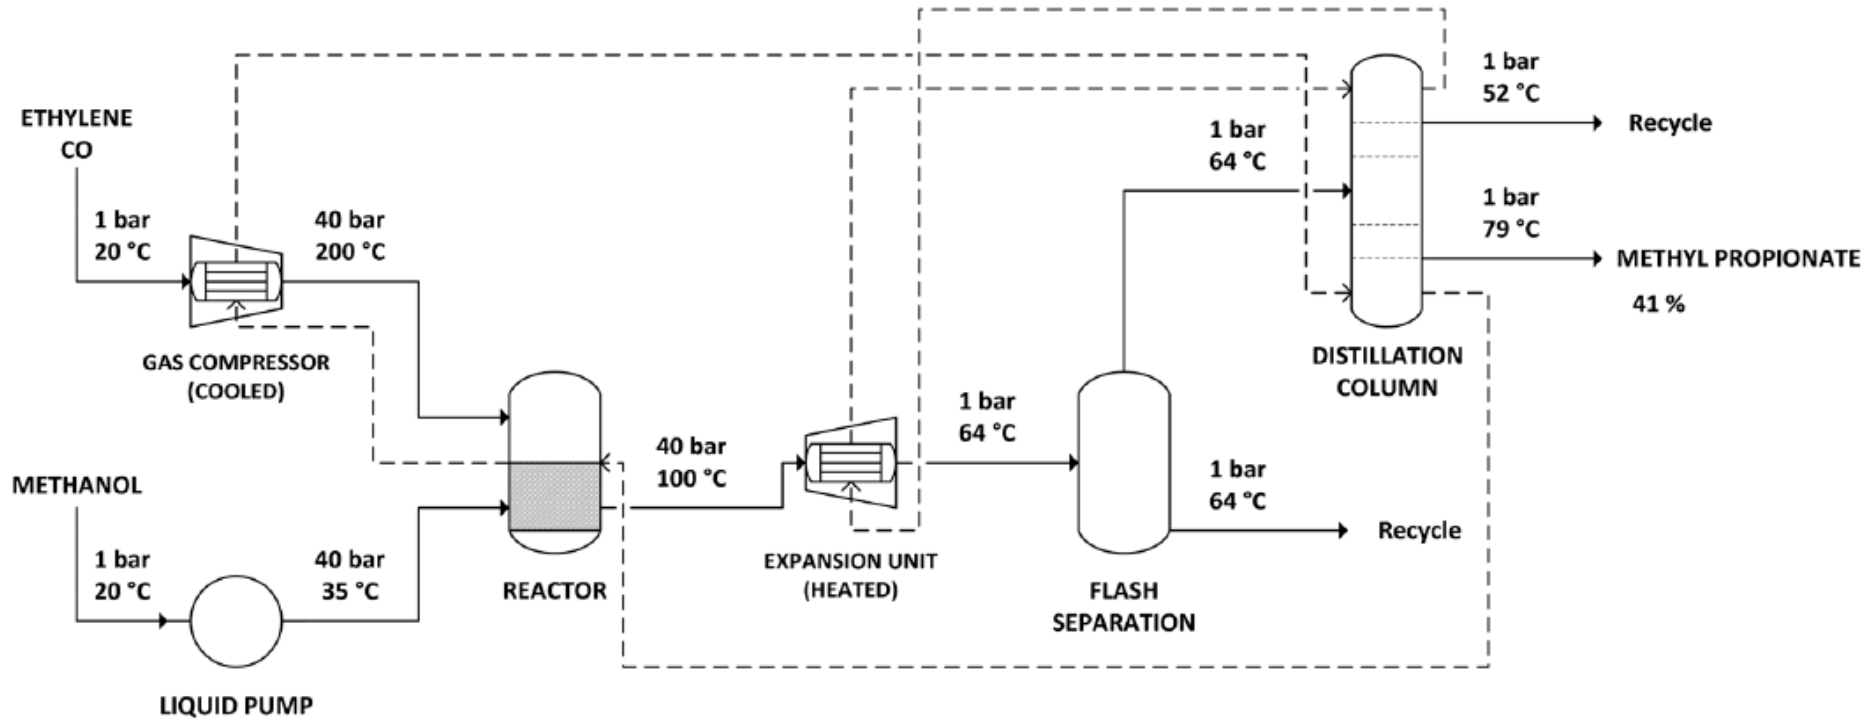 ETHYLENE
CO
1 bar
20 °C
40 bar
200 °C
GAS COMPRESSOR
(COOLED)
METHANOL
1 bar
20 °C
40 bar
35 °C
LIQUID PUMP
REACTOR
40 bar
100 °C
EXPANSION UNIT
(HEATED)
1 bar
64 °C
FLASH
SEPARATION
1 bar
64 °C
Recycle
1 bar
64 °C
DISTILLATION
COLUMN
1 bar
52 °C
Recycle
1 bar
79 °C
METHYL PROPIONATE
41 %